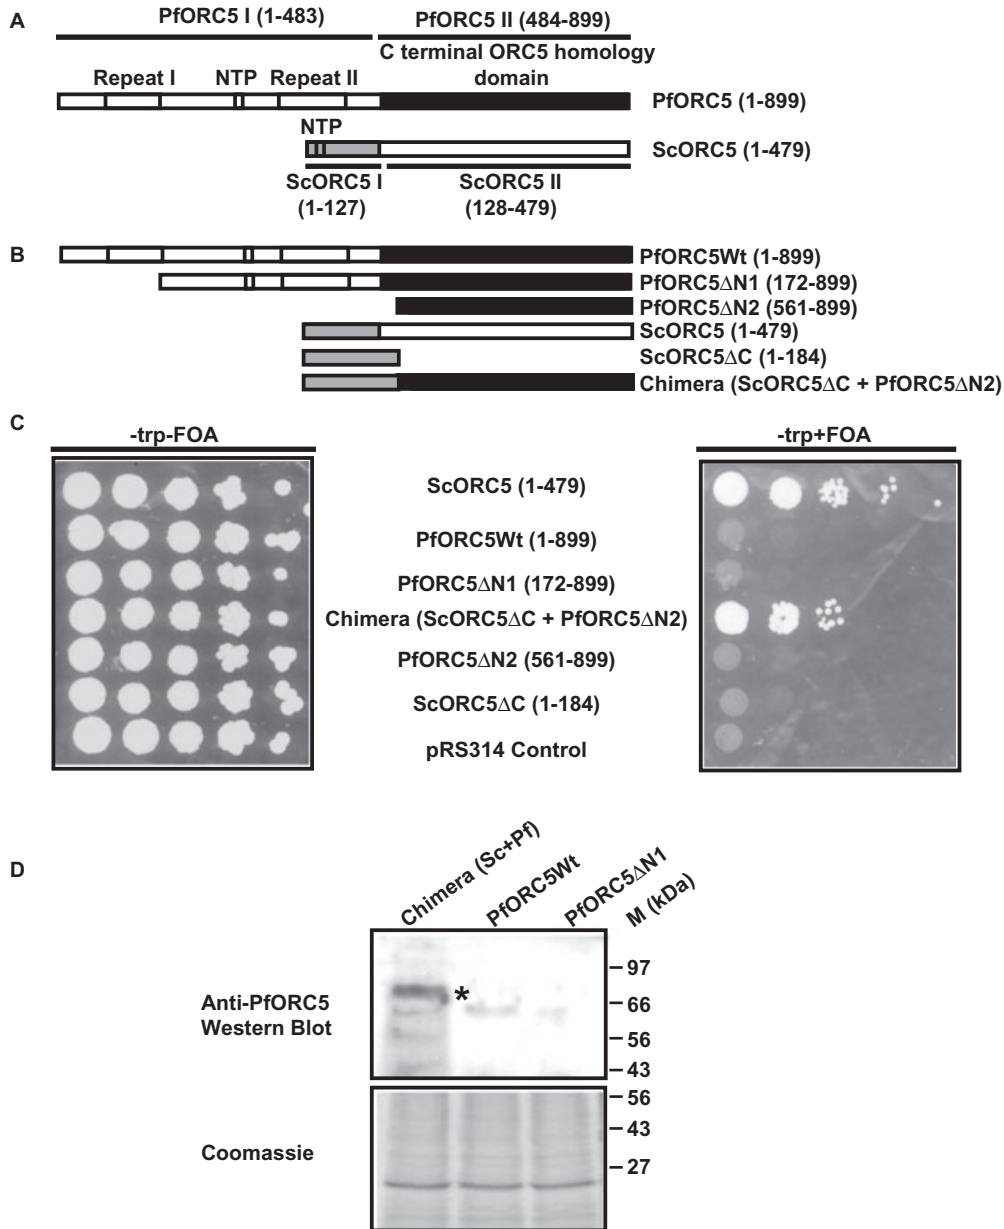 A
PfORC5 I (1-483)
PfORC5 II (484-899)
C terminal ORC5 homology
domain
Repeat I
NTP
Repeat II
PfORC5 (1-899)
NTP
ScORC5 (1-479)
ScORC5 I
(1-127)
ScORC5 II
(128-479)
B
PfORC5Wt (1-899)
PfORC5ΔN1 (172-899)
PfORC5ΔN2 (561-899)
ScORC5 (1-479)
ScORC5ΔC (1-184)
Chimera (ScORC5ΔC + PfORC5ΔN2)
C
-trp-FOA
-trp+FOA
ScORC5 (1-479)
PfORC5Wt (1-899)
PfORC5ΔN1 (172-899)
Chimera (ScORC5ΔC + PfORC5ΔN2)
PfORC5ΔN2 (561-899)
ScORC5ΔC (1-184)
pRS314 Control
D
Chimera (Sc+Pf)
PfORC5Wt
PfORC5ΔN1
M (kDa)
Anti-PfORC5
Western Blot
*
97
66
56
43
Coomassie
56
43
27